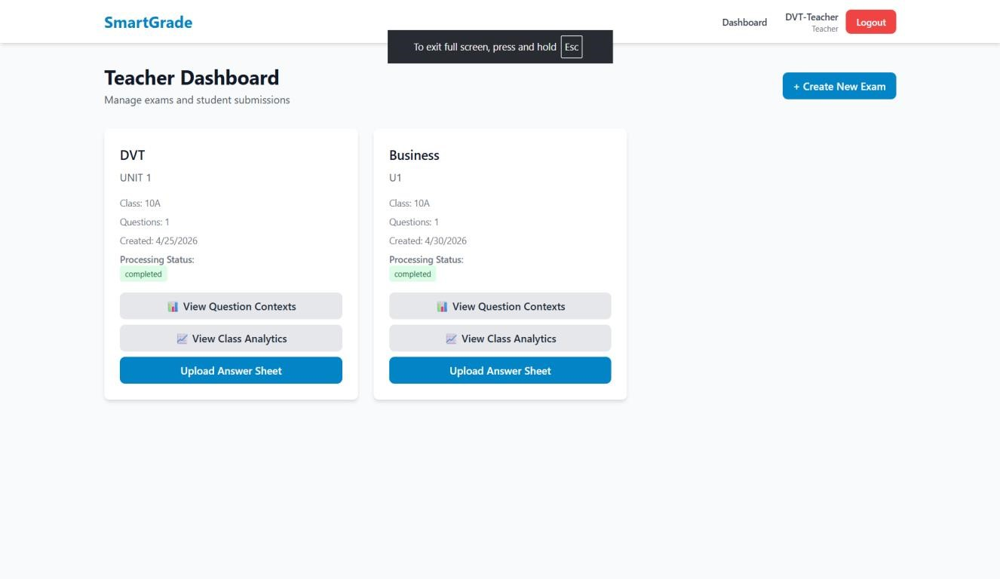 SmartGrade
Dashboard
DVT-Teacher
Teacher
Logout
To exit full screen, press and hold Esc
Teacher Dashboard
Manage exams and student submissions
+ Create New Exam
DVT
UNIT 1
Class: 10A
Questions: 1
Created: 4/25/2026
Processing Status:
completed
View Question Contexts
View Class Analytics
Upload Answer Sheet
Business
U1
Class: 10A
Questions: 1
Created: 4/30/2026
Processing Status:
completed
View Question Contexts
View Class Analytics
Upload Answer Sheet